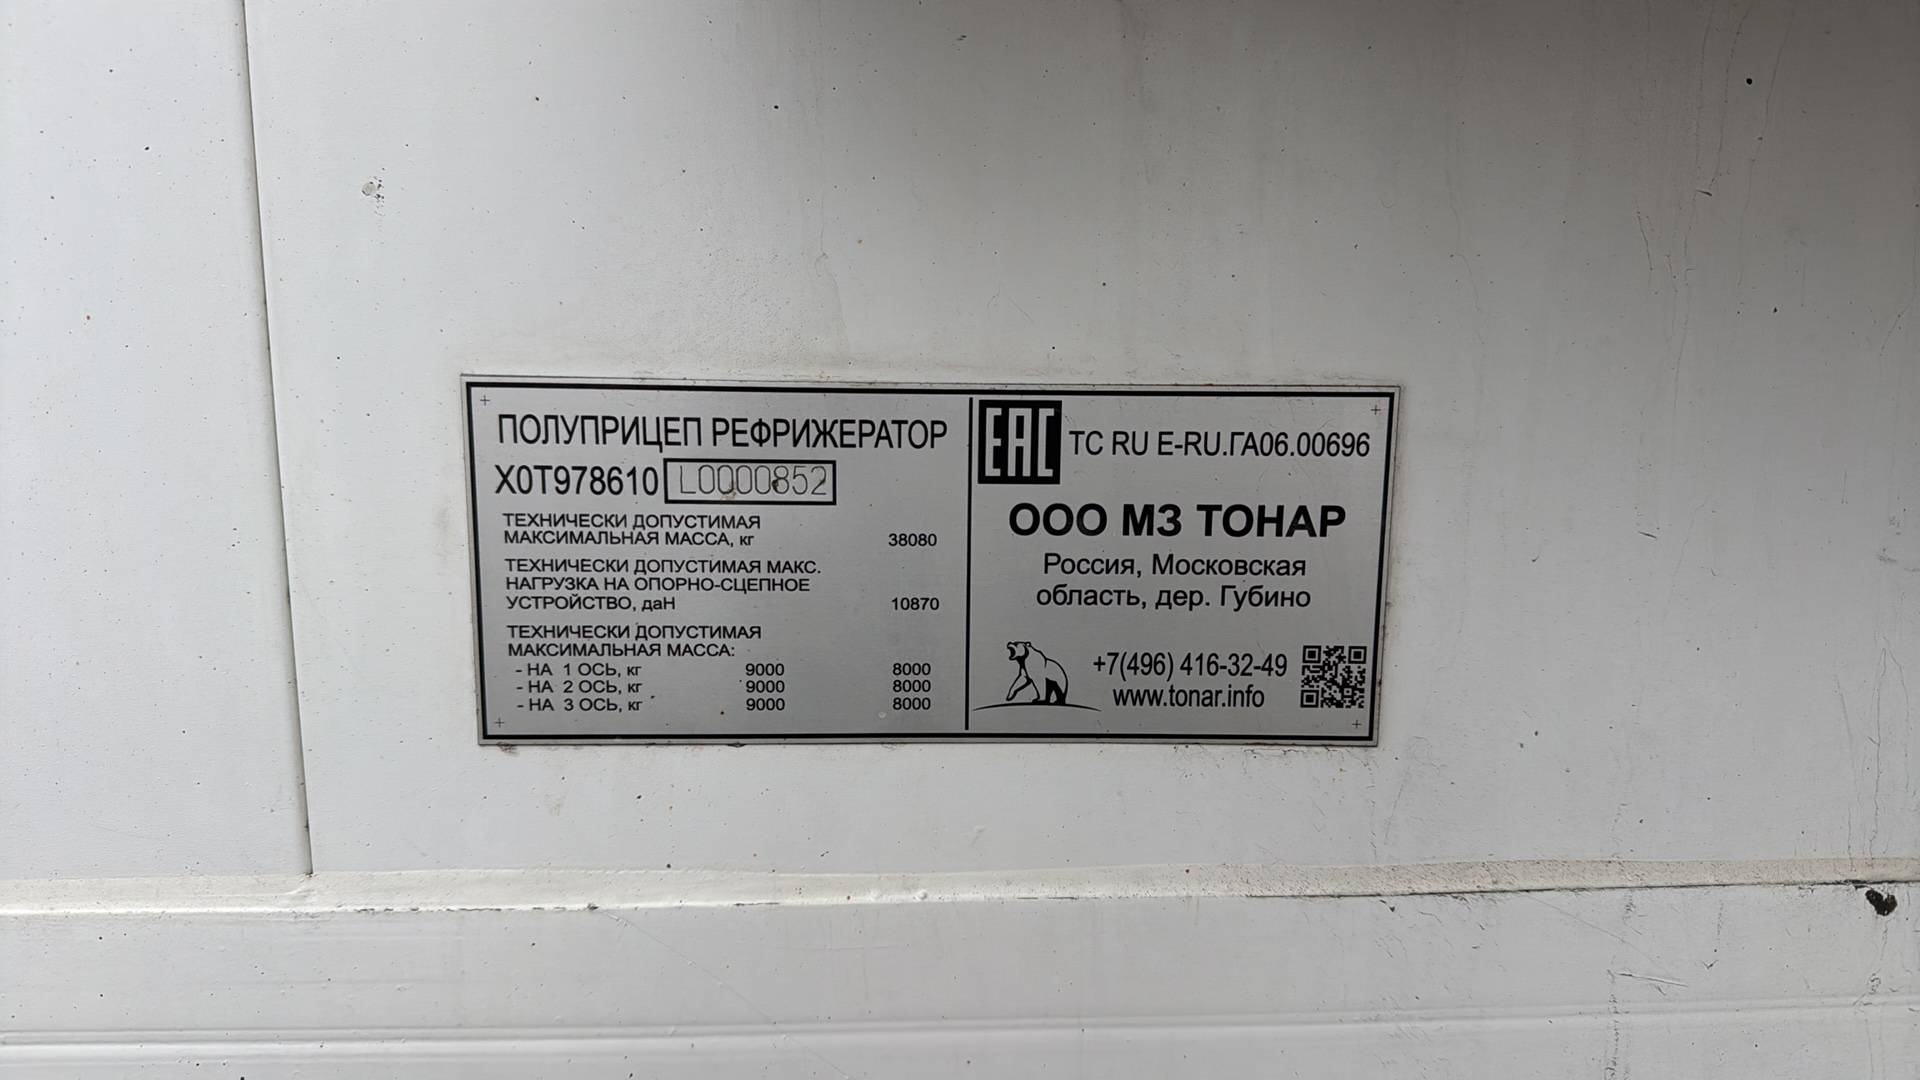 ПОЛУПРИЦЕП РЕФРИЖЕРАТОР
X0T978610 L0000852
ТЕХНИЧЕСКИ ДОПУСТИМАЯ
МАКСИМАЛЬНАЯ МАССА, кг 38080
ТЕХНИЧЕСКИ ДОПУСТИМАЯ МАКС.
НАГРУЗКА НА ОПОРНО-СЦЕПНОЕ
УСТРОЙСТВО, даН 10870
ТЕХНИЧЕСКИ ДОПУСТИМАЯ
МАКСИМАЛЬНАЯ МАССА:
- НА 1 ОСЬ, кг 9000 8000
- НА 2 ОСЬ, кг 9000 8000
- НА 3 ОСЬ, кг 9000 8000
EAC TC RU E-RU.ГА06.00696
ООО МЗ ТОНАР
Россия, Московская
область, дер. Губино
+7(496) 416-32-49
www.tonar.info